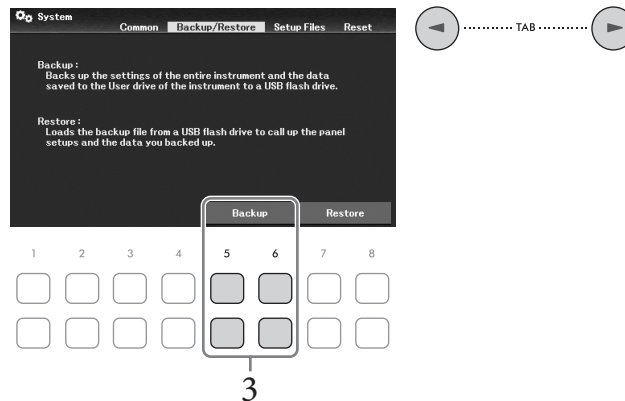 System
Common Backup/Restore Setup Files Reset
TAB
Backup :
Backs up the settings of the entire instrument and the data
saved to the User drive of the instrument to a USB flash drive.
Restore :
Loads the backup file from a USB flash drive to call up the panel
setups and the data you backed up.
Backup Restore
1 2 3 4 5 6 7 8
3